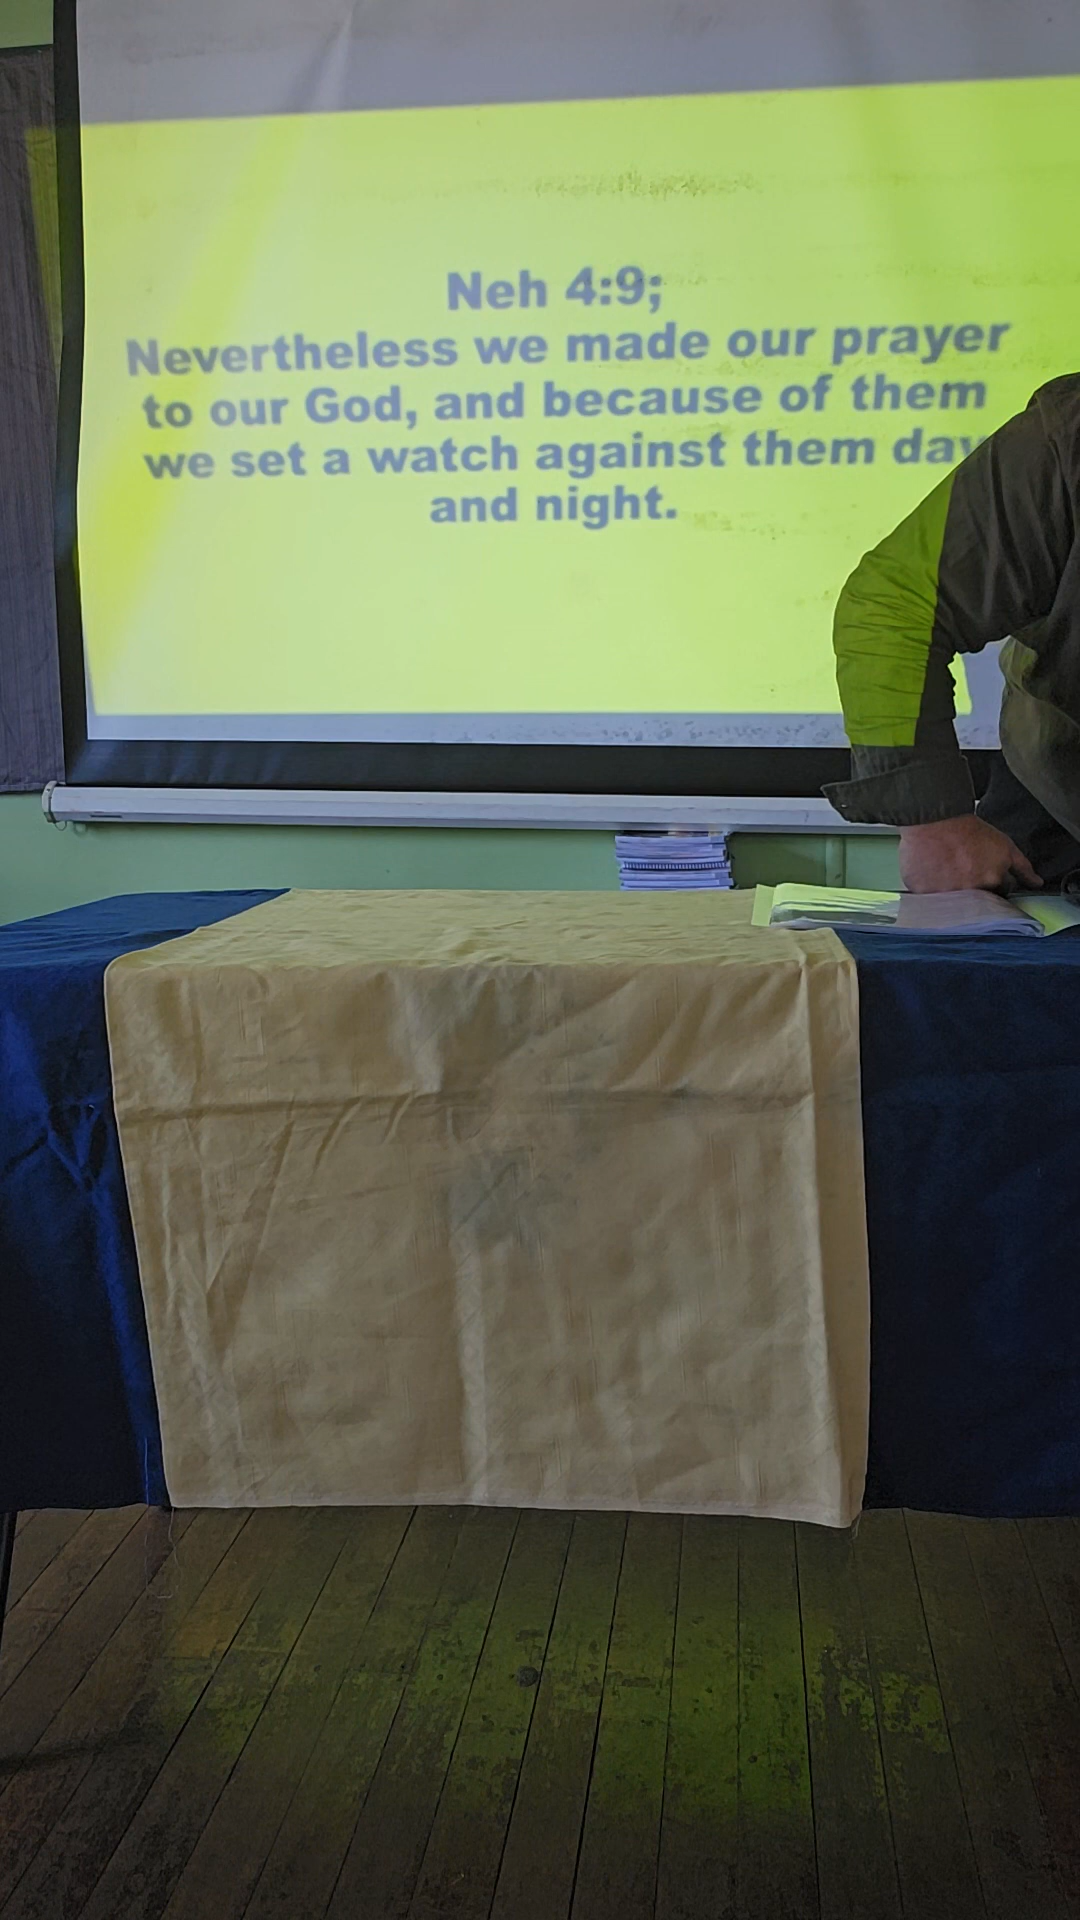 Neh 4:9;
Nevertheless we made our prayer
to our God, and because of them
we set a watch against them day
and night.